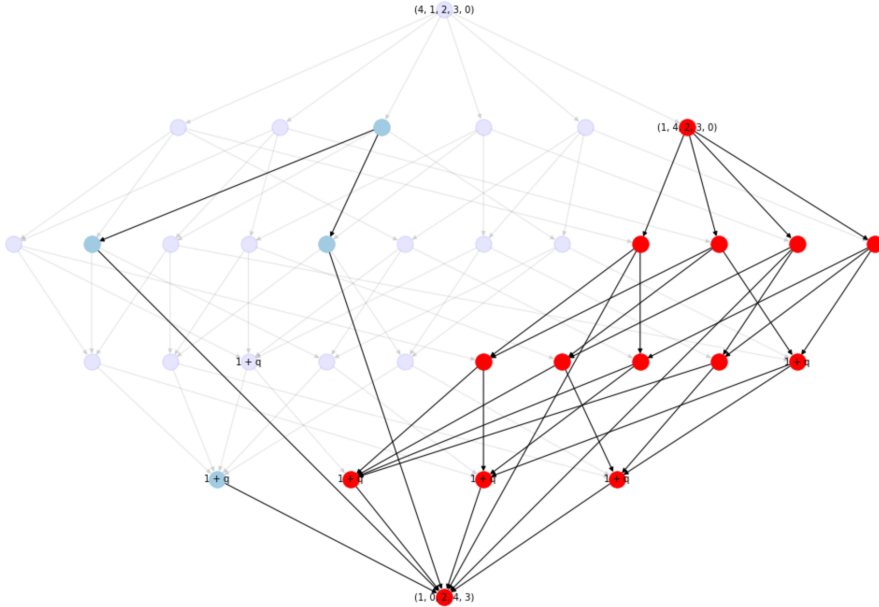 (4, 1, 2, 3, 0)
(1, 4, 2, 3, 0)
1 + q
1 + q
1 + q
1 + q
1 + q
1 + q
(1, 0, 2, 4, 3)